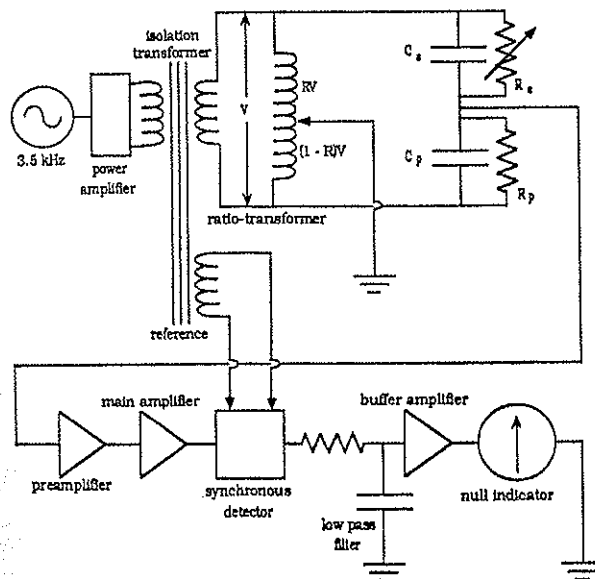 isolation
transformer
C s
R s
RV
V
(1 - R)V
3.5 kHz
power
amplifier
C p
R p
ratio-transformer
reference
main amplifier
buffer amplifier
preamplifier
synchronous
detector
null indicator
low pass
filter